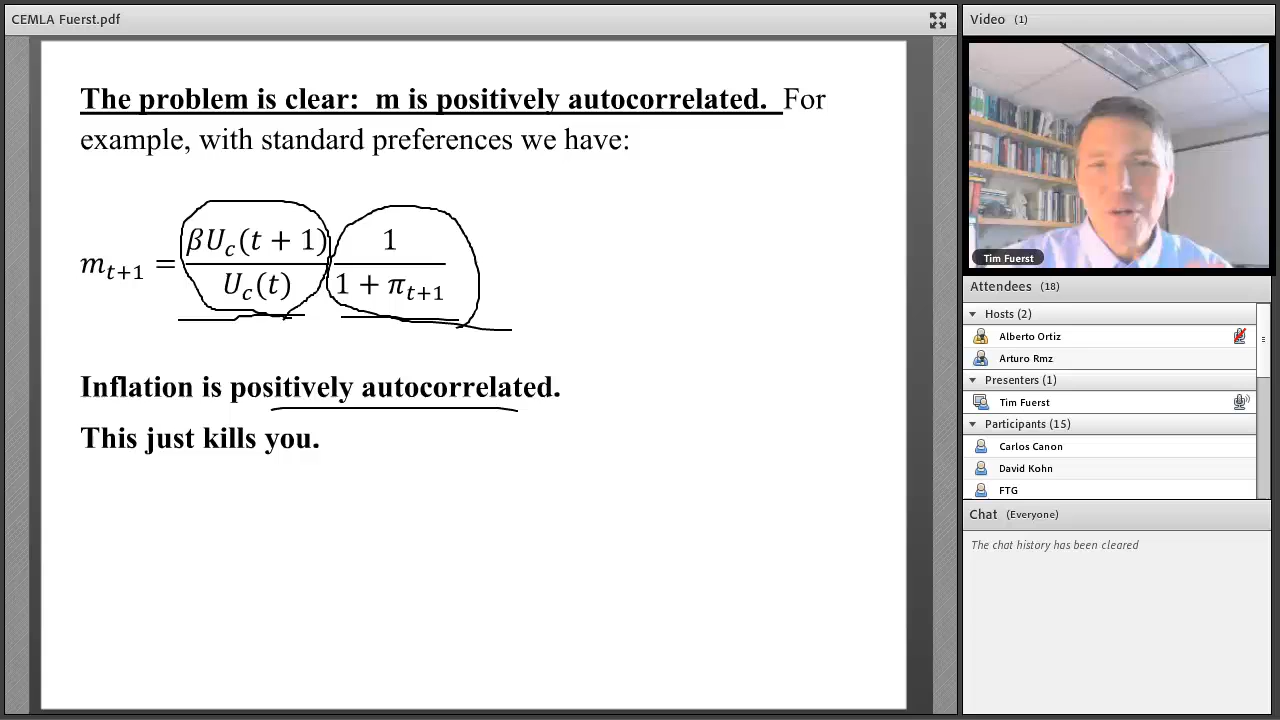 CEMLA Fuerst.pdf
The problem is clear: m is positively autocorrelated. For
example, with standard preferences we have:
m_{t+1} = \frac{βU_c(t + 1)}{U_c(t)} \frac{1}{1 + π_{t+1}}
Inflation is positively autocorrelated.
This just kills you.
Video (1)
Tim Fuerst
Attendees (18)
Hosts (2)
Alberto Ortiz
Arturo Rmz
Presenters (1)
Tim Fuerst
Participants (15)
Carlos Canon
David Kohn
FTG
Chat (Everyone)
The chat history has been cleared